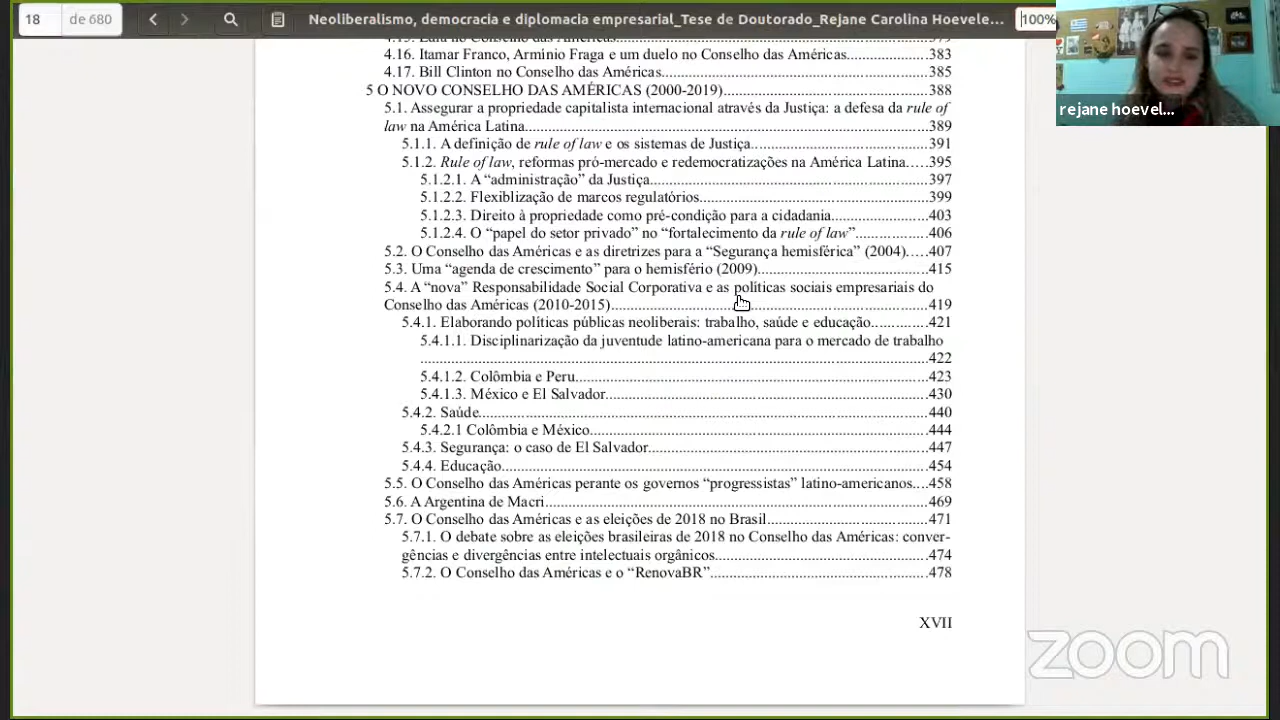 18
de 680
Neoliberalismo, democracia e diplomacia empresarial_Tese de Doutorado_Rejane Carolina Hoevele...
100%
rejane hoevel...
4.16. Itamar Franco, Armínio Fraga e um duelo no Conselho das Américas....................383
4.17. Bill Clinton no Conselho das Américas....................385
5 O NOVO CONSELHO DAS AMÉRICAS (2000-2019)....................388
5.1. Assegurar a propriedade capitalista internacional através da Justiça: a defesa da rule of
law na América Latina....................389
5.1.1. A definição de rule of law e os sistemas de Justiça....................391
5.1.2. Rule of law, reformas pró-mercado e redemocratizações na América Latina.....395
5.1.2.1. A “administração” da Justiça....................397
5.1.2.2. Flexiblização de marcos regulatórios....................399
5.1.2.3. Direito à propriedade como pré-condição para a cidadania....................403
5.1.2.4. O “papel do setor privado” no “fortalecimento da rule of law”....................406
5.2. O Conselho das Américas e as diretrizes para a “Segurança hemisférica” (2004).....407
5.3. Uma “agenda de crescimento” para o hemisfério (2009)....................415
5.4. A “nova” Responsabilidade Social Corporativa e as políticas sociais empresariais do
Conselho das Américas (2010-2015)....................419
5.4.1. Elaborando políticas públicas neoliberais: trabalho, saúde e educação...............421
5.4.1.1. Disciplinarização da juventude latino-americana para o mercado de trabalho
....................422
5.4.1.2. Colômbia e Peru....................423
5.4.1.3. México e El Salvador....................430
5.4.2. Saúde....................440
5.4.2.1 Colômbia e México....................444
5.4.3. Segurança: o caso de El Salvador....................447
5.4.4. Educação....................454
5.5. O Conselho das Américas perante os governos “progressistas” latino-americanos....458
5.6. A Argentina de Macri....................469
5.7. O Conselho das Américas e as eleições de 2018 no Brasil....................471
5.7.1. O debate sobre as eleições brasileiras de 2018 no Conselho das Américas: conver-
gências e divergências entre intelectuais orgânicos....................474
5.7.2. O Conselho das Américas e o “RenovaBR”....................478
XVII
zoom